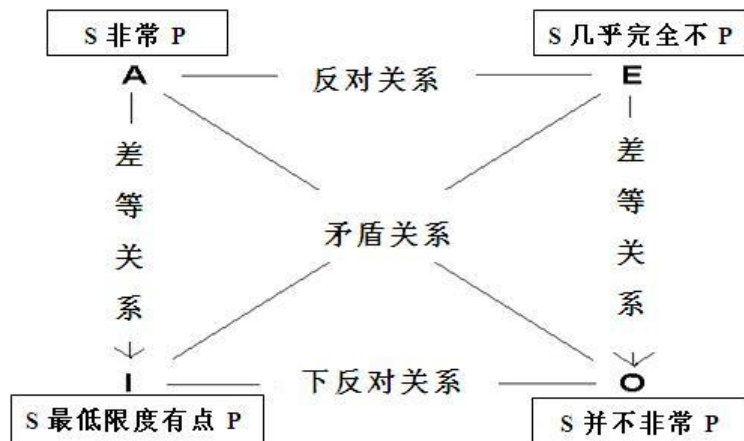 S 非常 P
S 几乎完全不 P
A
反对关系
E
差等关系
矛盾关系
差等关系
I
下反对关系
O
S 最低限度有点 P
S 并不非常 P